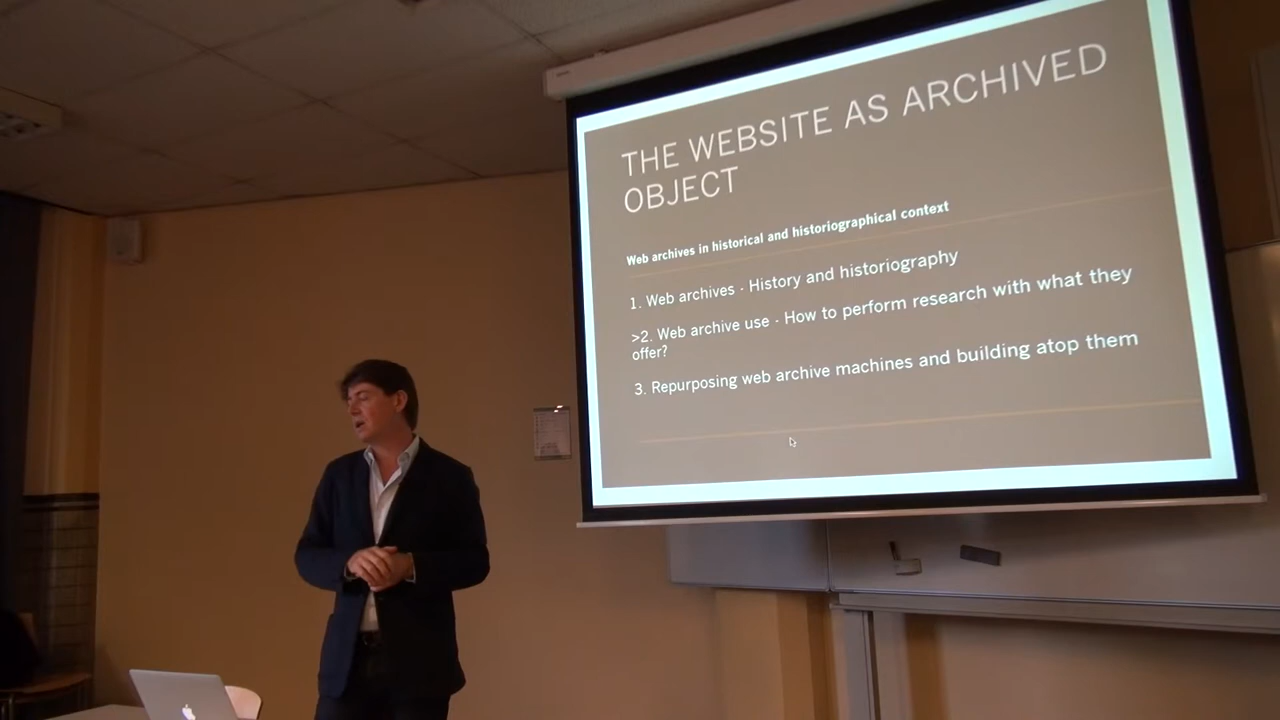 THE WEBSITE AS ARCHIVED
OBJECT
Web archives in historical and historiographical context
1. Web archives - History and historiography
>2. Web archive use - How to perform research with what they
offer?
3. Repurposing web archive machines and building atop them